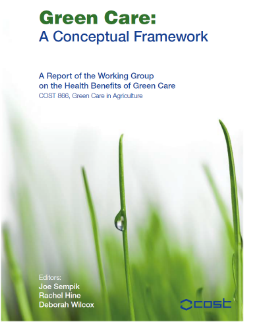 Green Care:
A Conceptual Framework
A Report of the Working Group
on the Health Benefits of Green Care
COST 866, Green Care in Agriculture
Editors:
Joe Sempik
Rachel Hine
Deborah Wilcox
cost